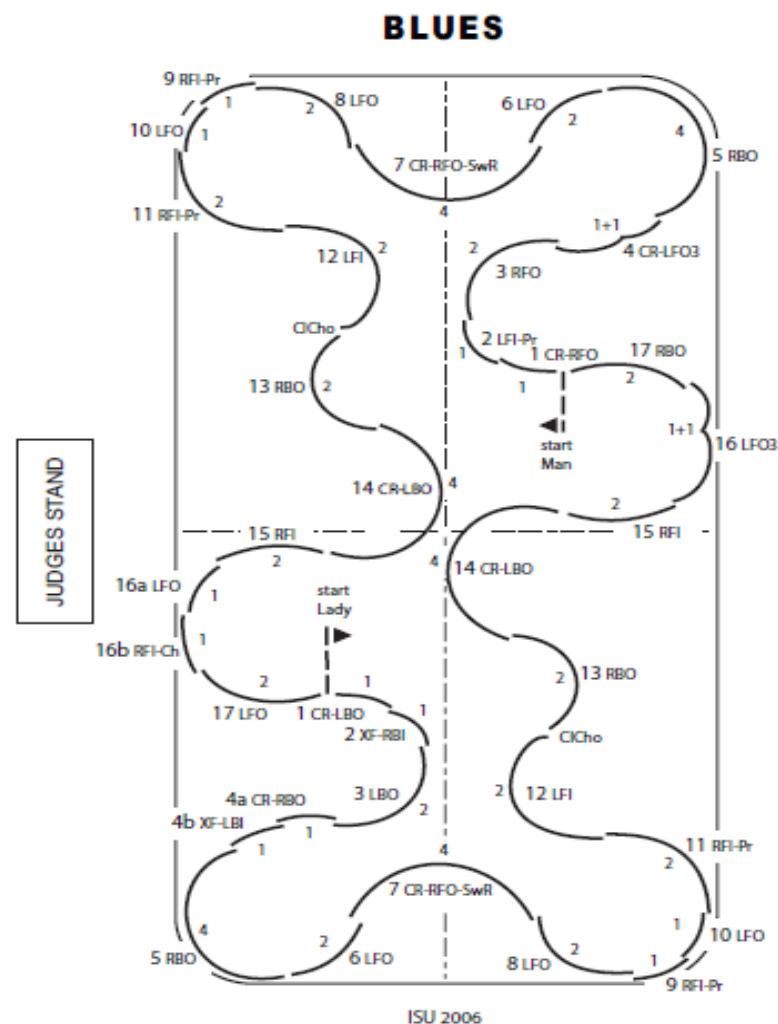 BLUES
9 RFI-Pr
1
2
8 LFO
6 LFO
2
4
10 LFO
1
5 RBO
7 CR-RFO-SwR
4
11 RFI-Pr
2
1+1
4 CR-LFO3
12 LFI
2
2
3 RFO
ClCho
2 LFI-Pr
1
1 CR-RFO
1
17 RBO
2
13 RBO
2
start
Man
1+1
16 LFO3
JUDGES STAND
14 CR-LBO
4
15 RFI
2
2
15 RFI
4
14 CR-LBO
16a LFO
1
start
Lady
16b RFI-Ch
1
2
13 RBO
2
17 LFO
1 CR-LBO
1
1
2 XF-RBI
ClCho
4a CR-RBO
3 LBO
2
2
12 LFI
4b XF-LBI
1
1
4
11 RFI-Pr
2
7 CR-RFO-SwR
4
5 RBO
2
6 LFO
8 LFO
2
1
10 LFO
1
9 RFI-Pr
ISU 2006